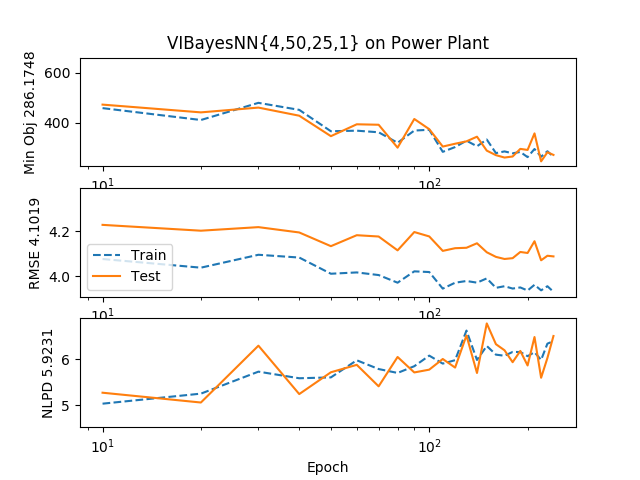 VIBayesNN{4,50,25,1} on Power Plant
Min Obj 286.1748
600
400
10¹ 10²
RMSE 4.1019
4.2
4.0
Train
Test
10¹ 10²
NLPD 5.9231
6
5
10¹ 10²
Epoch